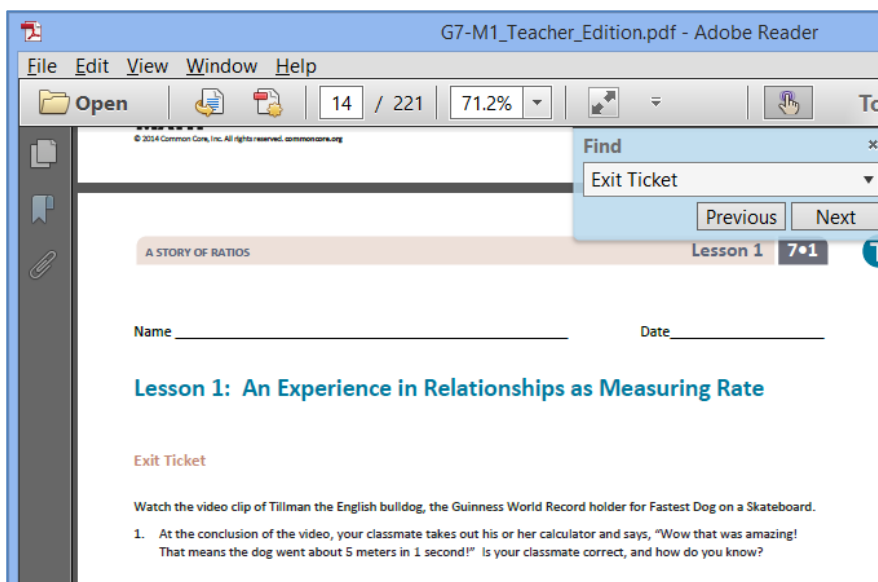 G7-M1_Teacher_Edition.pdf - Adobe Reader
File Edit View Window Help
Open 14 / 221 71.2%
© 2014 Common Core, Inc. All rights reserved. commoncore.org
Find
Exit Ticket
Previous Next
A STORY OF RATIOS Lesson 1 7•1
Name Date
Lesson 1: An Experience in Relationships as Measuring Rate
Exit Ticket
Watch the video clip of Tillman the English bulldog, the Guinness World Record holder for Fastest Dog on a Skateboard.
1. At the conclusion of the video, your classmate takes out his or her calculator and says, “Wow that was amazing!
That means the dog went about 5 meters in 1 second!” Is your classmate correct, and how do you know?